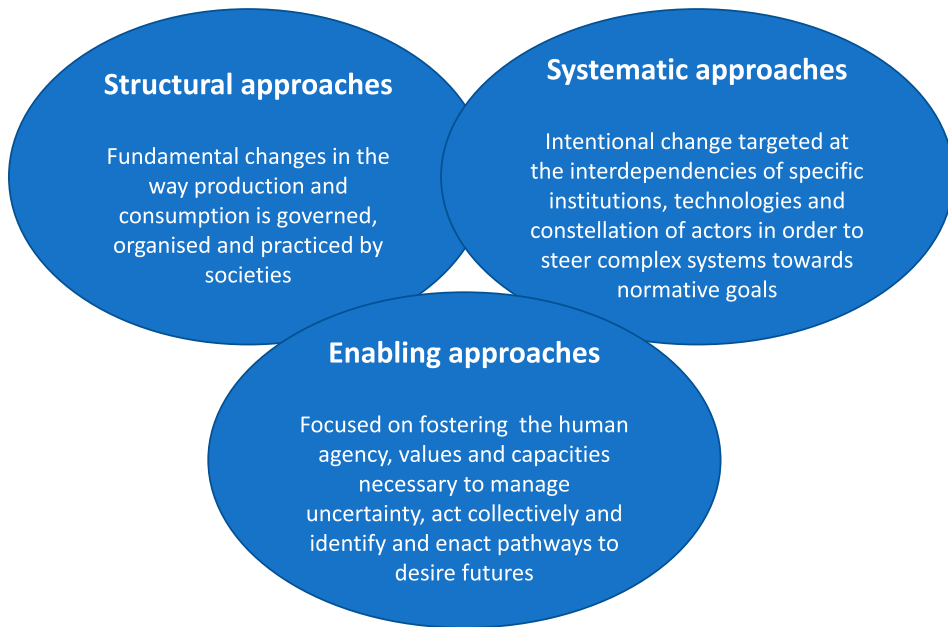 Structural approaches
Fundamental changes in the
way production and
consumption is governed,
organised and practiced by
societies
Systematic approaches
Intentional change targeted at
the interdependencies of specific
institutions, technologies and
constellation of actors in order to
steer complex systems towards
normative goals
Enabling approaches
Focused on fostering  the human
agency, values and capacities
necessary to manage
uncertainty, act collectively and
identify and enact pathways to
desire futures